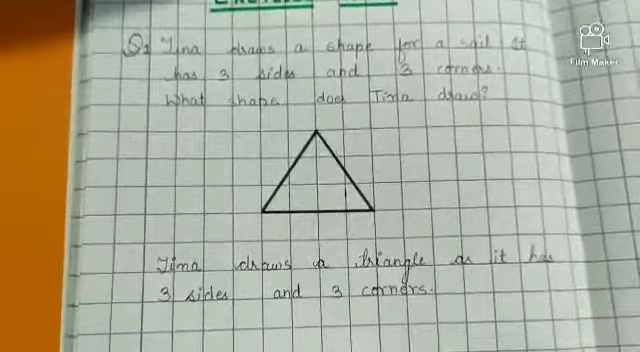 Q1 Tina draws a shape for a sail it
has 3 sides and 3 corners.
What shape does Tina draw?
Tina draws a triangle as it has
3 sides and 3 corners.
Film Maker